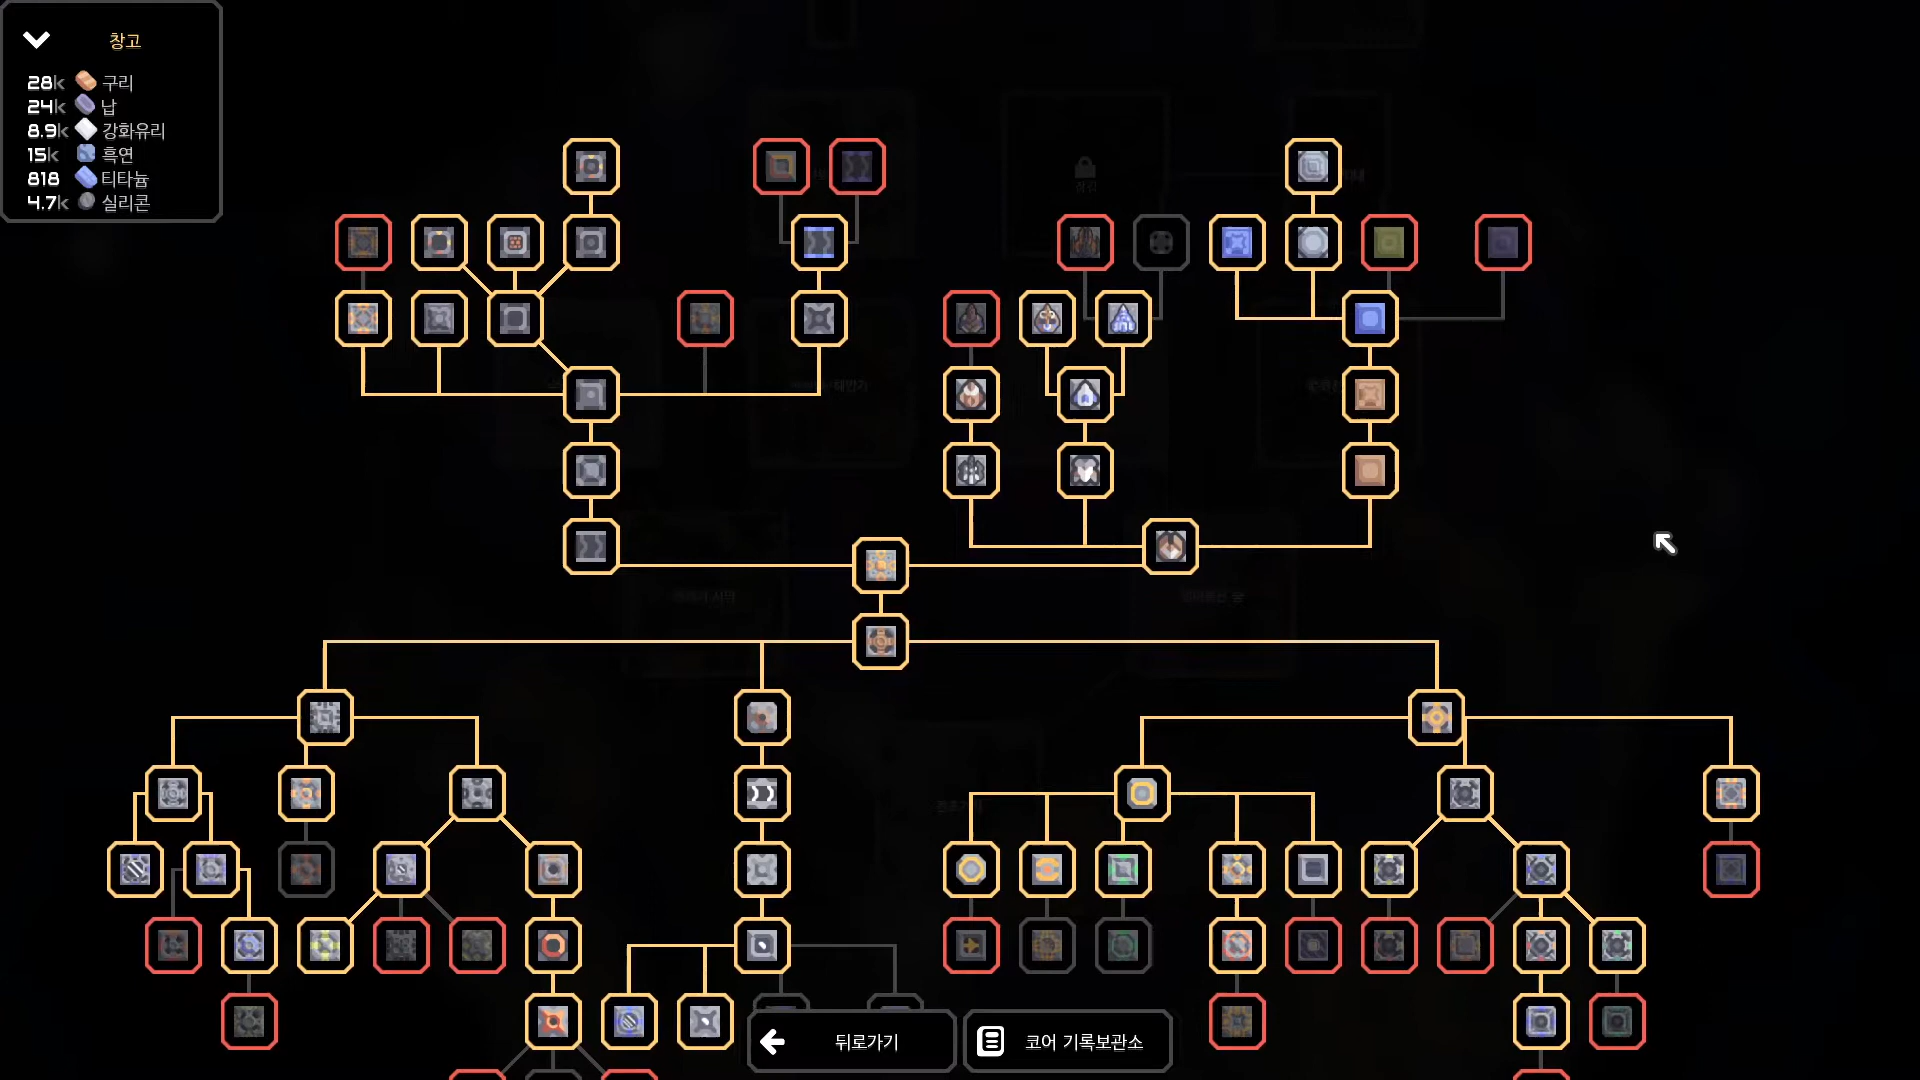 창고
28k 구리
24k 납
8.9k 강화유리
15k 흑연
818 티타늄
4.7k 실리콘
뒤로가기
코어 기록보관소